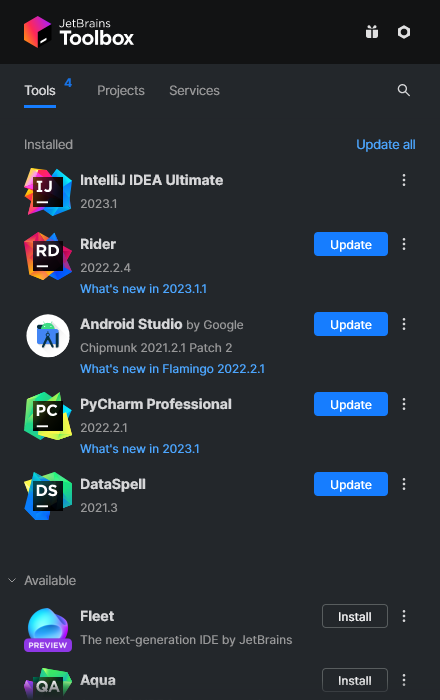 JetBrains
Toolbox
Tools 4 Projects Services
Installed Update all
IJ IntelliJ IDEA Ultimate
2023.1
RD Rider Update
2022.2.4
What's new in 2023.1.1
Android Studio by Google Update
Chipmunk 2021.2.1 Patch 2
What's new in Flamingo 2022.2.1
PC PyCharm Professional Update
2022.2.1
What's new in 2023.1
DS DataSpell Update
2021.3
Available
Fleet Install
PREVIEW The next-generation IDE by JetBrains
QA Aqua Install